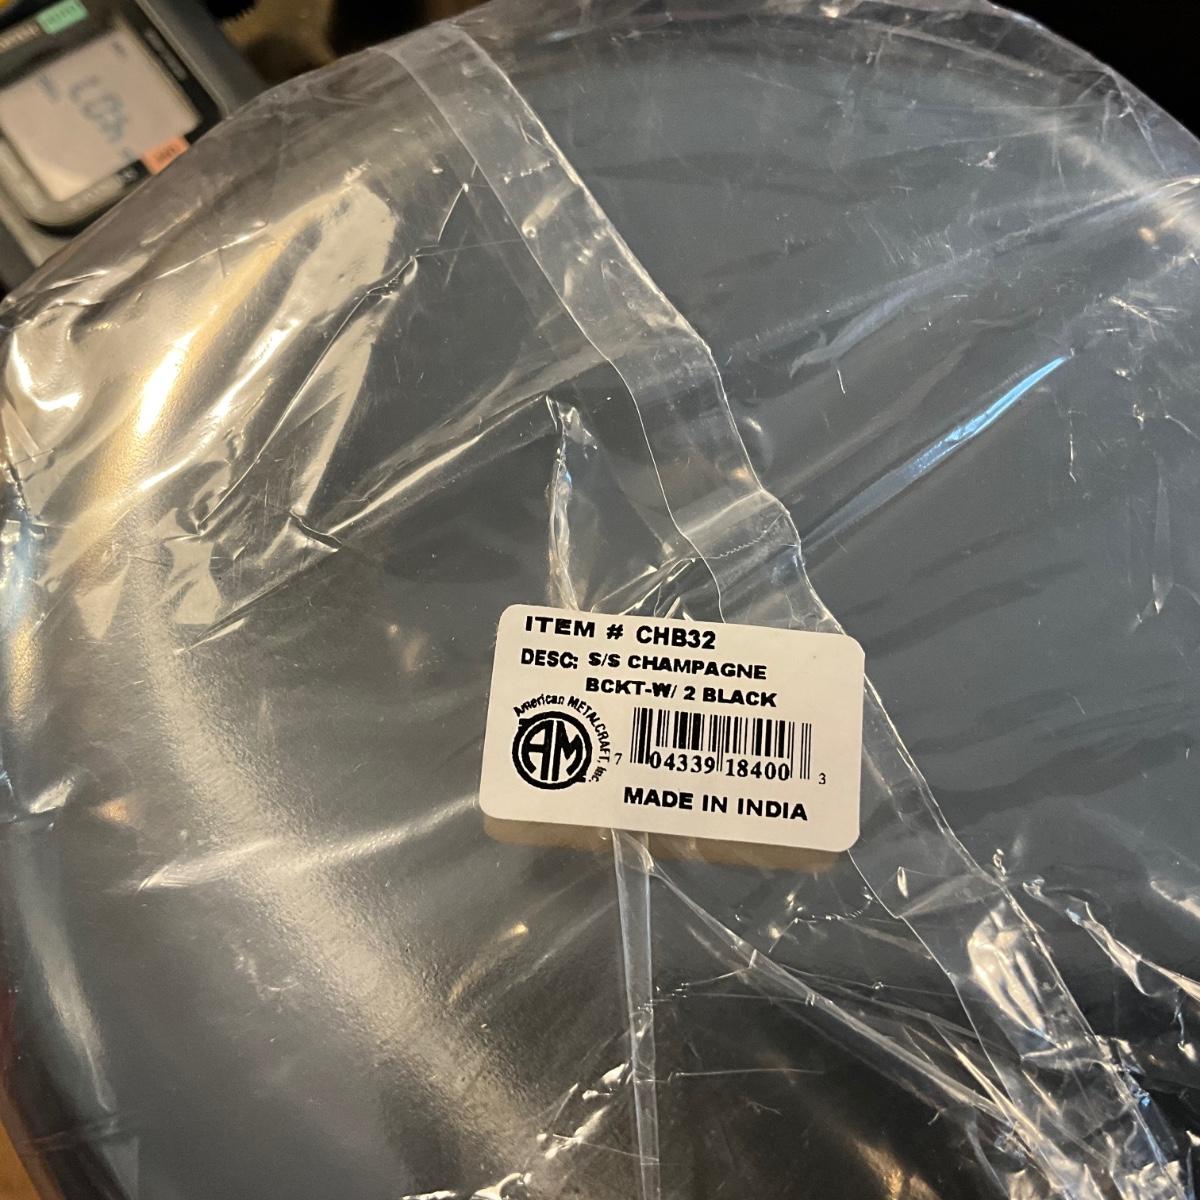 ITEM # CHB32
DESC: S/S CHAMPAGNE
BCKT-W/ 2 BLACK
American METALCRAFT, Inc.
AM
7 04339 18400 3
MADE IN INDIA